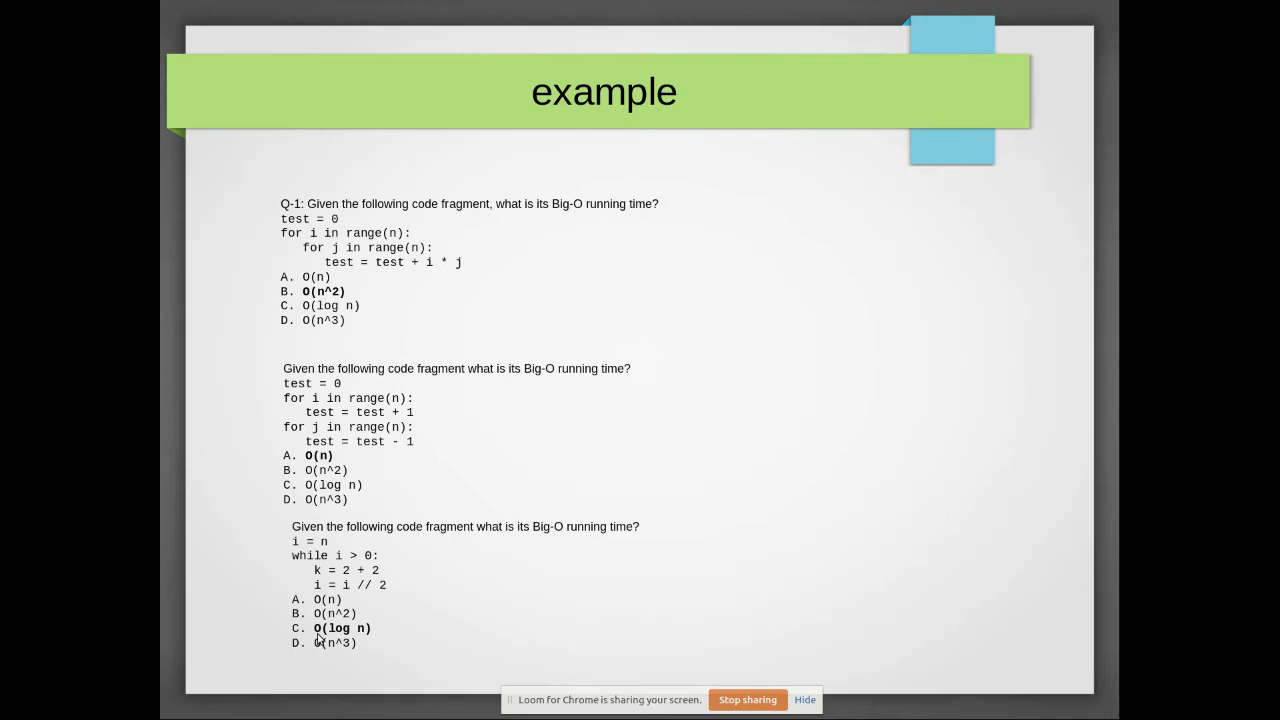 example
Q-1: Given the following code fragment, what is its Big-O running time?
test = 0
for i in range(n):
for j in range(n):
test = test + i * j
A. O(n)
B. O(n^2)
C. O(log n)
D. O(n^3)
Given the following code fragment what is its Big-O running time?
test = 0
for i in range(n):
test = test + 1
for j in range(n):
test = test - 1
A. O(n)
B. O(n^2)
C. O(log n)
D. O(n^3)
Given the following code fragment what is its Big-O running time?
i = n
while i > 0:
k = 2 + 2
i = i // 2
A. O(n)
B. O(n^2)
C. O(log n)
D. O(n^3)
Loom for Chrome is sharing your screen. Stop sharing Hide